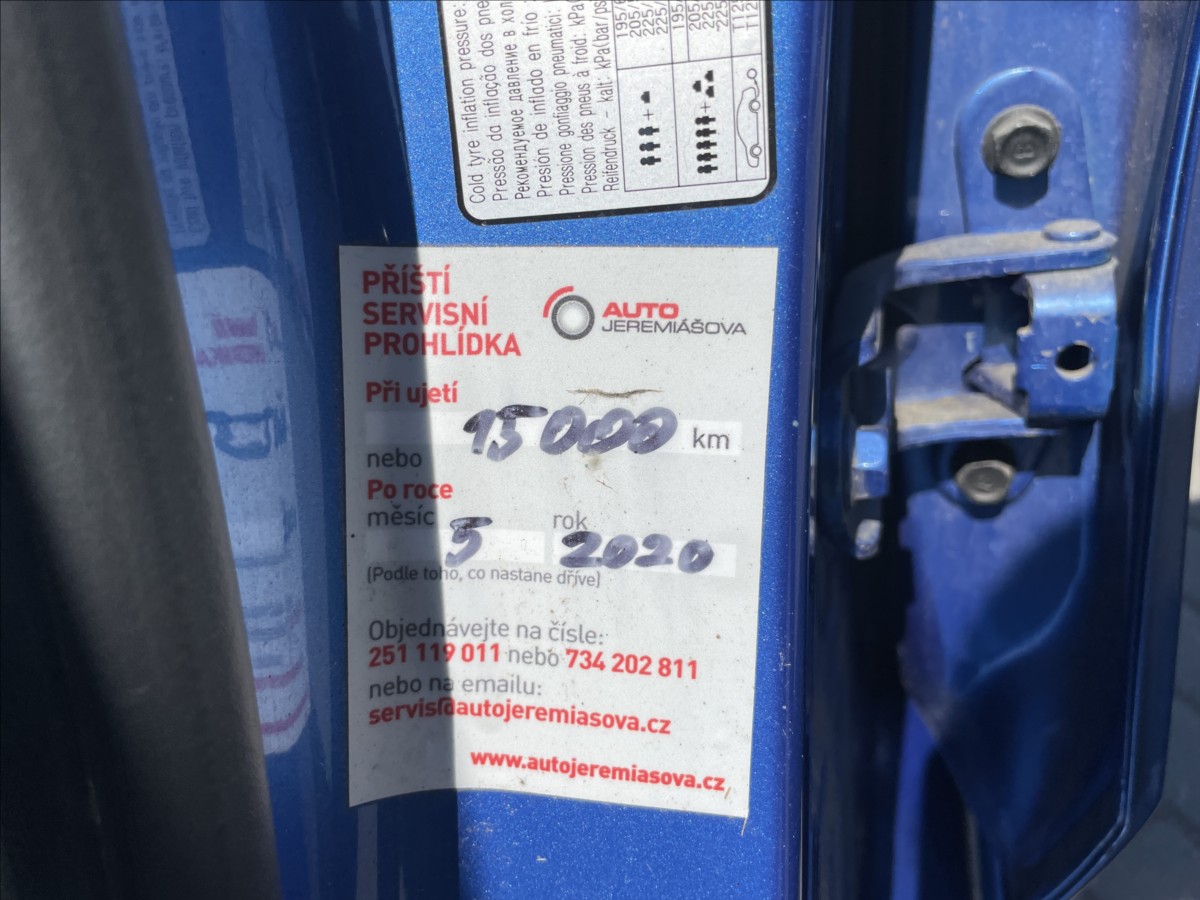 Cold tyre inflation pressure:
Pressão da inflação dos pne
Рекомендуемое давление в хол
Presión de inflado en frío
Pressione gonfiaggio pneumatici:
Pression des pneus à froid: kPa
Reifendruck - kalt: kPa(bar/ps
PŘÍŠTÍ
SERVISNÍ
PROHLÍDKA
AUTO
JEREMIÁŠOVA
Při ujetí
15000 km
nebo
Po roce
měsíc rok
5 2020
(Podle toho, co nastane dříve)
Objednávejte na čísle:
251 119 011 nebo 734 202 811
nebo na emailu:
servis@autojeremiasova.cz
www.autojeremiasova.cz